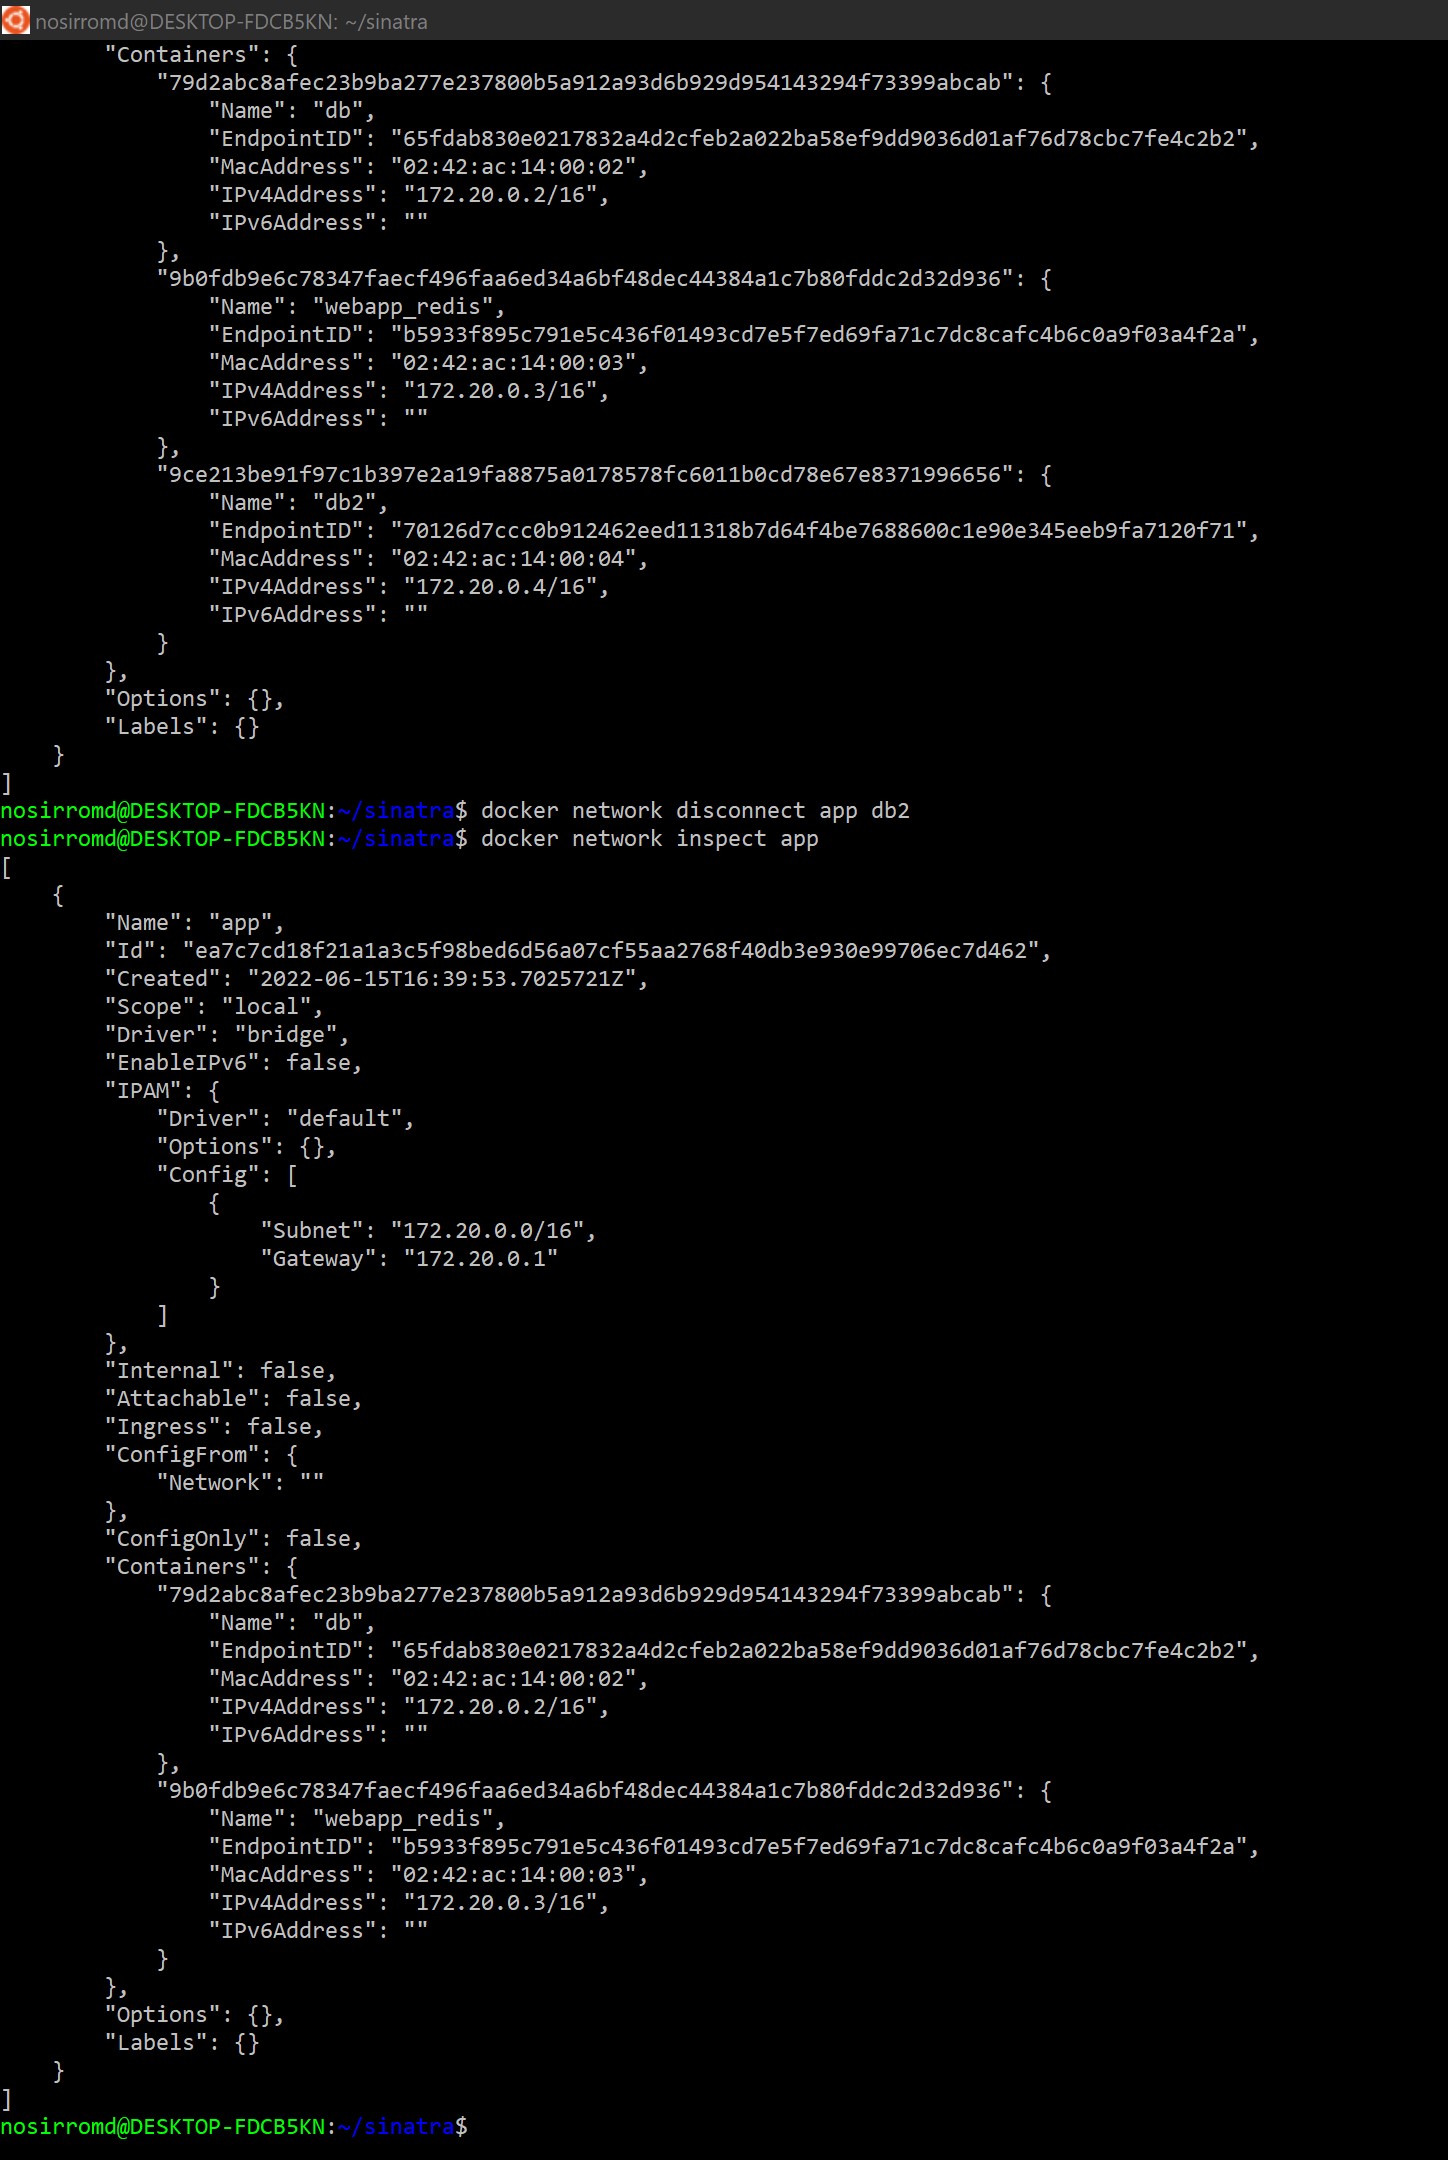 nosirromd@DESKTOP-FDCB5KN: ~/sinatra
        "Containers": {
            "79d2abc8afec23b9ba277e237800b5a912a93d6b929d954143294f73399abcab": {
                "Name": "db",
                "EndpointID": "65fdab830e0217832a4d2cfeb2a022ba58ef9dd9036d01af76d78cbc7fe4c2b2",
                "MacAddress": "02:42:ac:14:00:02",
                "IPv4Address": "172.20.0.2/16",
                "IPv6Address": ""
            },
            "9b0fdb9e6c78347faecf496faa6ed34a6bf48dec44384a1c7b80fddc2d32d936": {
                "Name": "webapp_redis",
                "EndpointID": "b5933f895c791e5c436f01493cd7e5f7ed69fa71c7dc8cafc4b6c0a9f03a4f2a",
                "MacAddress": "02:42:ac:14:00:03",
                "IPv4Address": "172.20.0.3/16",
                "IPv6Address": ""
            },
            "9ce213be91f97c1b397e2a19fa8875a0178578fc6011b0cd78e67e8371996656": {
                "Name": "db2",
                "EndpointID": "70126d7ccc0b912462eed11318b7d64f4be7688600c1e90e345eeb9fa7120f71",
                "MacAddress": "02:42:ac:14:00:04",
                "IPv4Address": "172.20.0.4/16",
                "IPv6Address": ""
            }
        },
        "Options": {},
        "Labels": {}
    }
]
nosirromd@DESKTOP-FDCB5KN:~/sinatra$ docker network disconnect app db2
nosirromd@DESKTOP-FDCB5KN:~/sinatra$ docker network inspect app
[
    {
        "Name": "app",
        "Id": "ea7c7cd18f21a1a3c5f98bed6d56a07cf55aa2768f40db3e930e99706ec7d462",
        "Created": "2022-06-15T16:39:53.7025721Z",
        "Scope": "local",
        "Driver": "bridge",
        "EnableIPv6": false,
        "IPAM": {
            "Driver": "default",
            "Options": {},
            "Config": [
                {
                    "Subnet": "172.20.0.0/16",
                    "Gateway": "172.20.0.1"
                }
            ]
        },
        "Internal": false,
        "Attachable": false,
        "Ingress": false,
        "ConfigFrom": {
            "Network": ""
        },
        "ConfigOnly": false,
        "Containers": {
            "79d2abc8afec23b9ba277e237800b5a912a93d6b929d954143294f73399abcab": {
                "Name": "db",
                "EndpointID": "65fdab830e0217832a4d2cfeb2a022ba58ef9dd9036d01af76d78cbc7fe4c2b2",
                "MacAddress": "02:42:ac:14:00:02",
                "IPv4Address": "172.20.0.2/16",
                "IPv6Address": ""
            },
            "9b0fdb9e6c78347faecf496faa6ed34a6bf48dec44384a1c7b80fddc2d32d936": {
                "Name": "webapp_redis",
                "EndpointID": "b5933f895c791e5c436f01493cd7e5f7ed69fa71c7dc8cafc4b6c0a9f03a4f2a",
                "MacAddress": "02:42:ac:14:00:03",
                "IPv4Address": "172.20.0.3/16",
                "IPv6Address": ""
            }
        },
        "Options": {},
        "Labels": {}
    }
]
nosirromd@DESKTOP-FDCB5KN:~/sinatra$